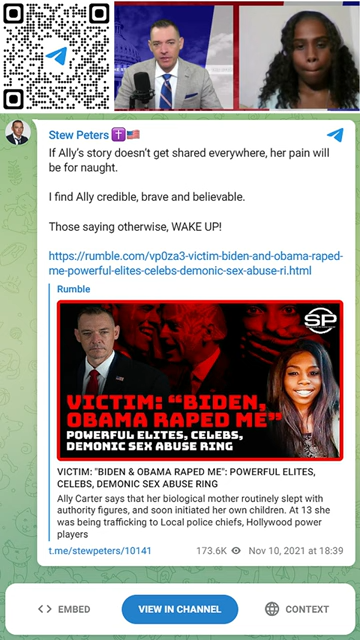 Stew Peters ✝️🇺🇸
If Ally's story doesn't get shared everywhere, her pain will
be for naught.
I find Ally credible, brave and believable.
Those saying otherwise, WAKE UP!
https://rumble.com/vp0za3-victim-biden-and-obama-raped-
me-powerful-elites-celebs-demonic-sex-abuse-ri.html
Rumble
SP
VICTIM: “BIDEN,
OBAMA RAPED ME”
POWERFUL ELITES, CELEBS,
DEMONIC SEX ABUSE RING
VICTIM: "BIDEN & OBAMA RAPED ME": POWERFUL ELITES,
CELEBS, DEMONIC SEX ABUSE RING
Ally Carter says that her biological mother routinely slept with
authority figures, and soon initiated her own children. At 13 she
was being trafficking to Local police chiefs, Hollywood power
players
t.me/stewpeters/10141 173.6K Nov 10, 2021 at 18:39
<> EMBED VIEW IN CHANNEL CONTEXT